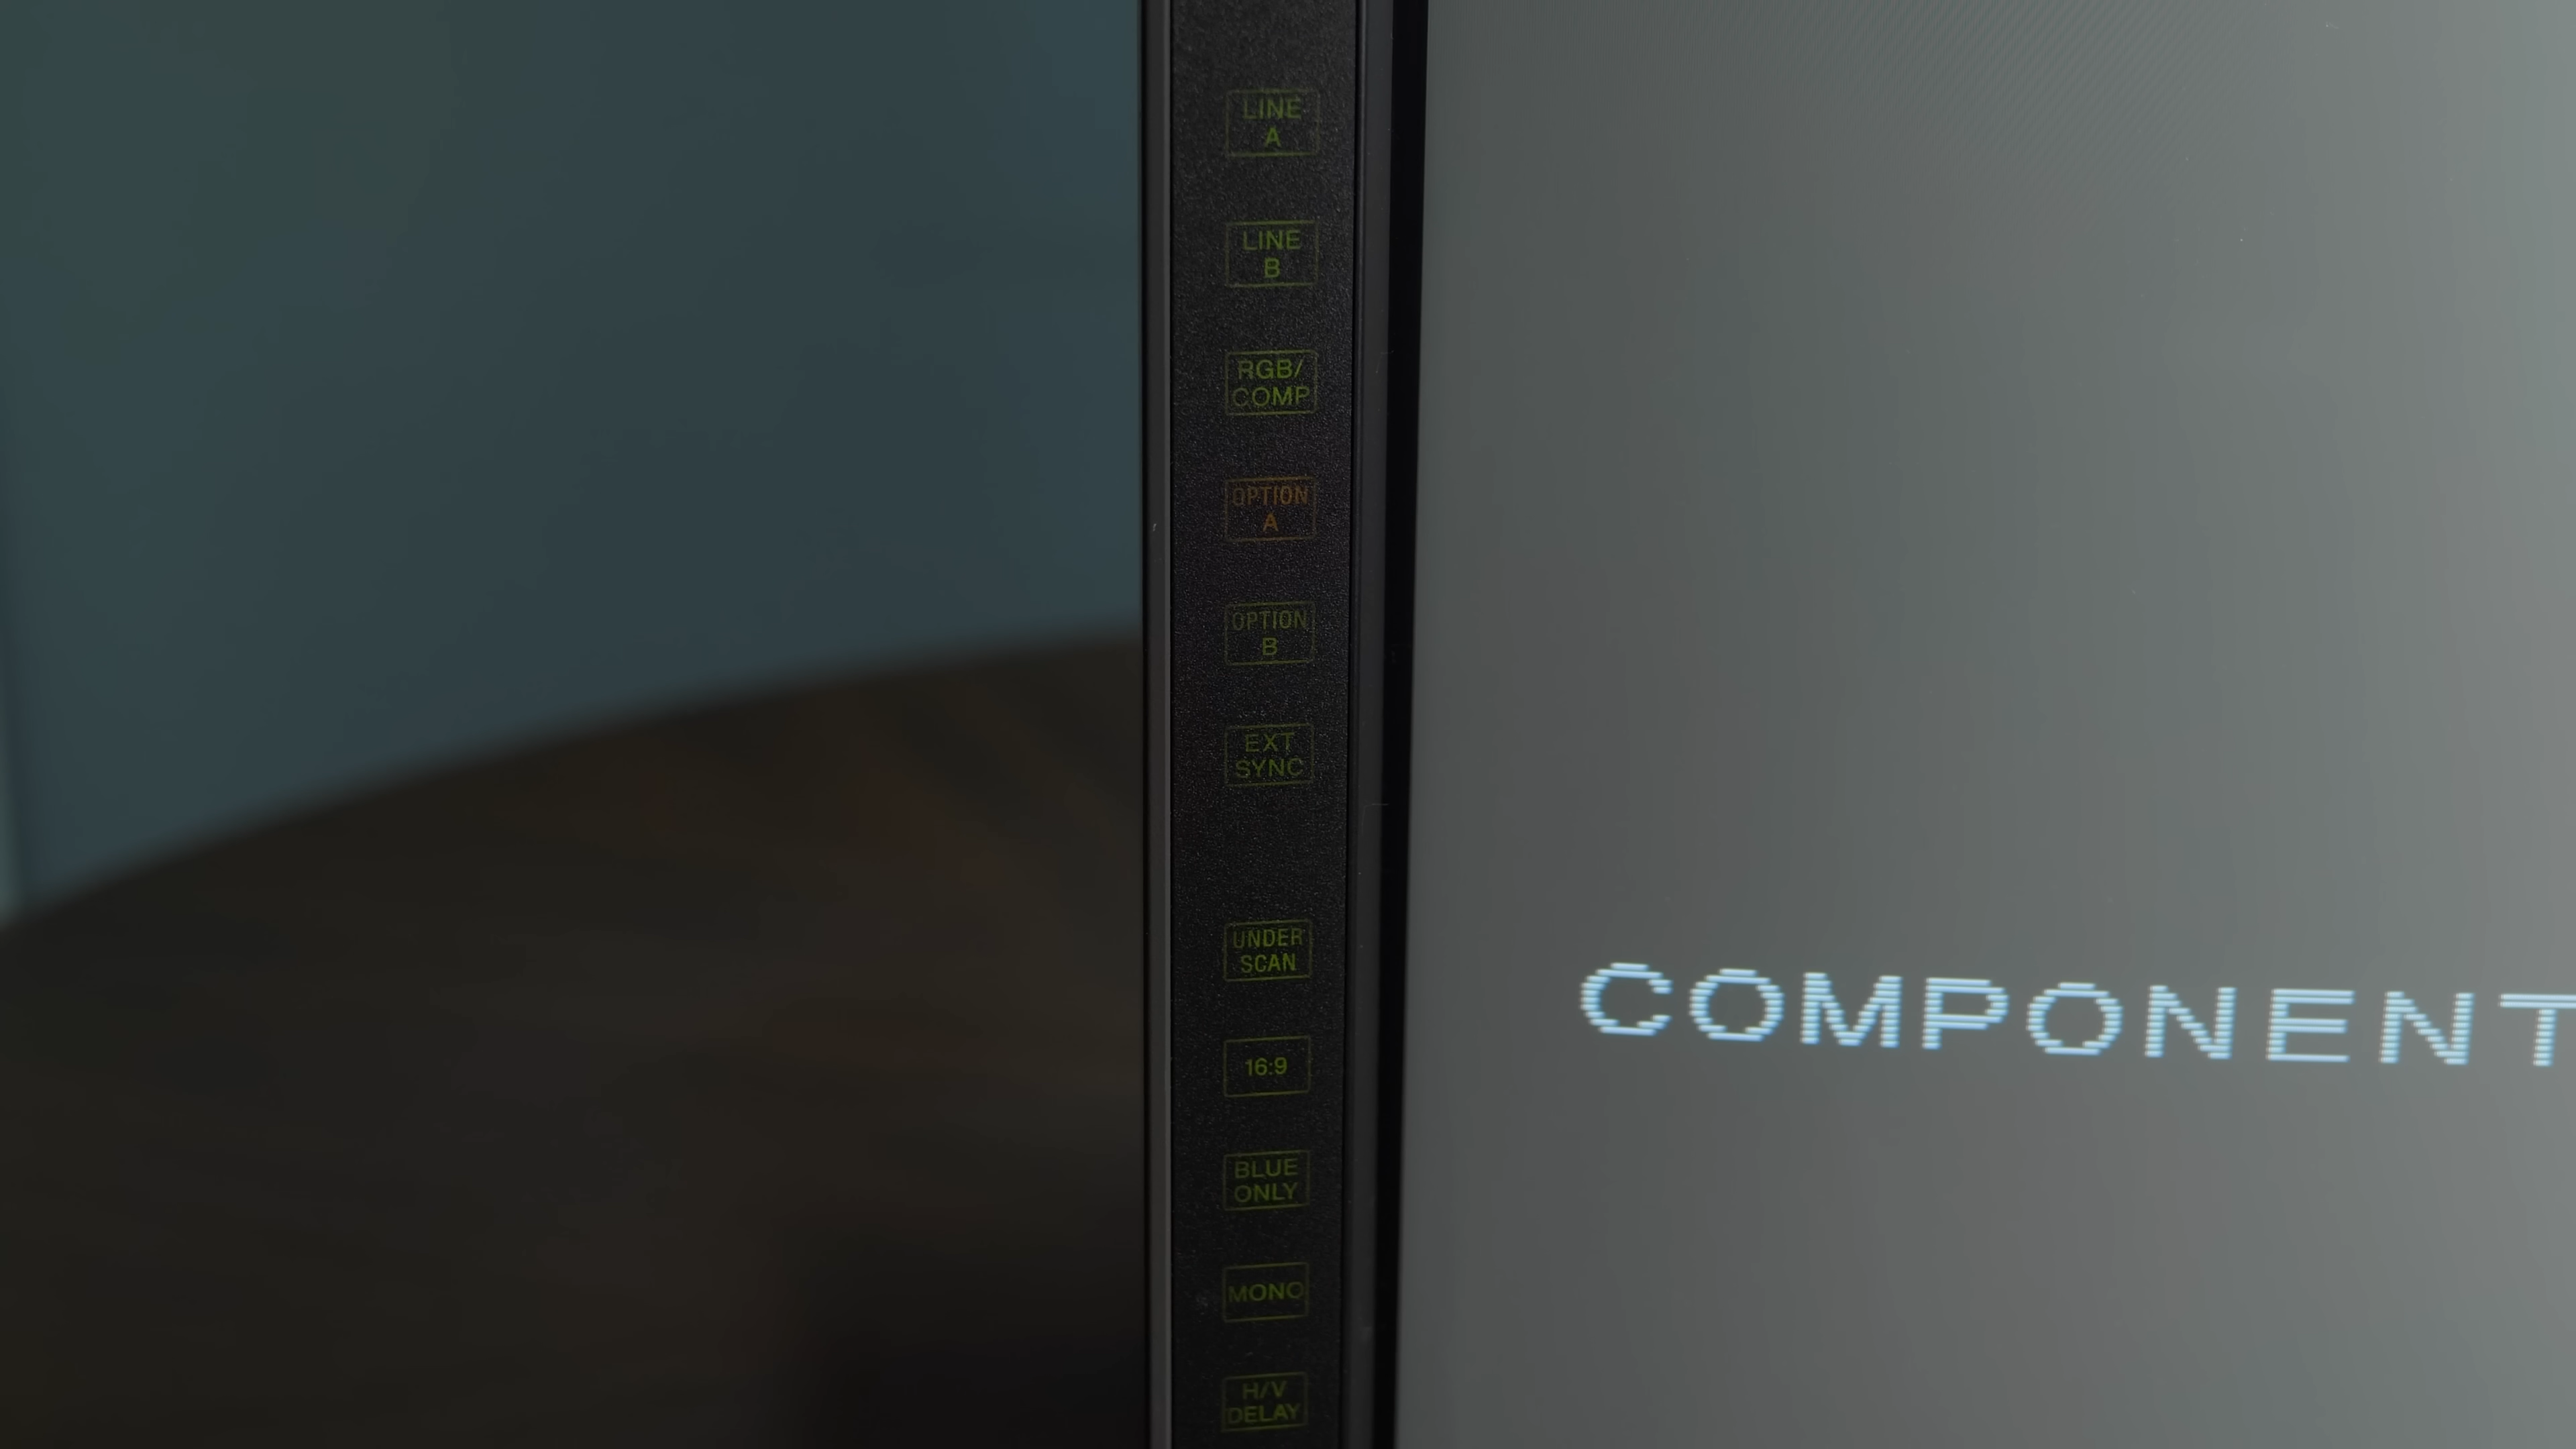 LINE
A
LINE
B
RGB/
COMP
OPTION
A
OPTION
B
EXT
SYNC
UNDER
SCAN
16:9
BLUE
ONLY
MONO
H/V
DELAY
COMPONENT